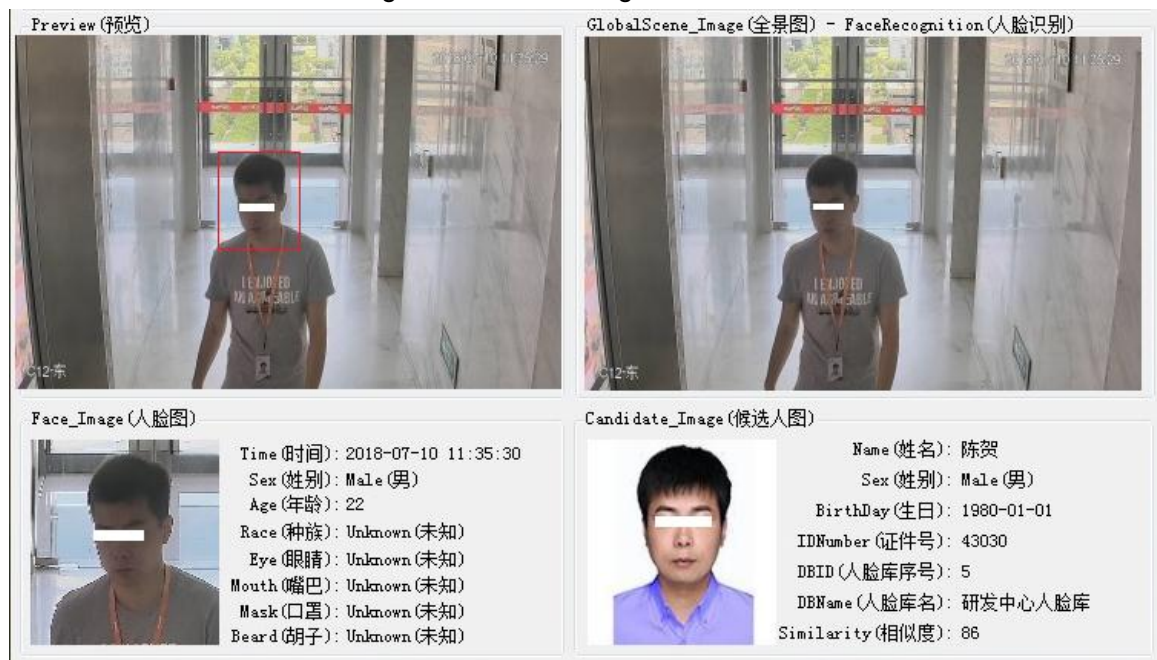 Preview(预览)
GlobalScene_Image(全景图) - FaceRecognition(人脸识别)
C12-东
C12-东
Face_Image(人脸图)
Time(时间): 2018-07-10 11:35:30
Sex(姓别): Male(男)
Age(年龄): 22
Race(种族): Unknown(未知)
Eye(眼睛): Unknown(未知)
Mouth(嘴巴): Unknown(未知)
Mask(口罩): Unknown(未知)
Beard(胡子): Unknown(未知)
Candidate_Image(候选人图)
Name(姓名): 陈贺
Sex(姓别): Male(男)
BirthDay(生日): 1980-01-01
IDNumber(证件号): 43030
DBID(人脸库序号): 5
DBName(人脸库名): 研发中心人脸库
Similarity(相似度): 86